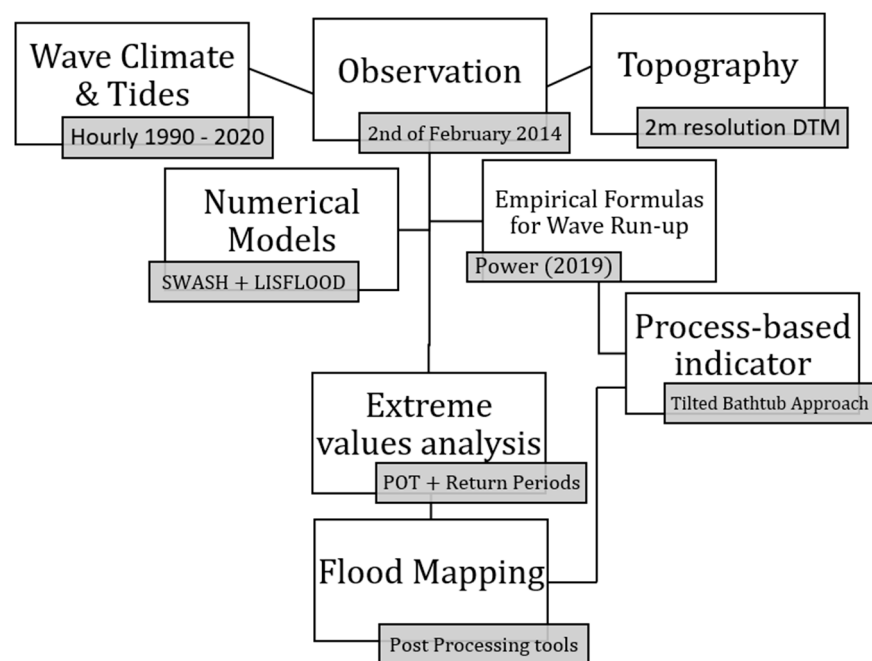 Wave Climate
& Tides
Hourly 1990 - 2020
Observation
2nd of February 2014
Topography
2m resolution DTM
Numerical
Models
SWASH + LISFLOOD
Empirical Formulas
for Wave Run-up
Power (2019)
Process-based
indicator
Tilted Bathtub Approach
Extreme
values analysis
POT + Return Periods
Flood Mapping
Post Processing tools